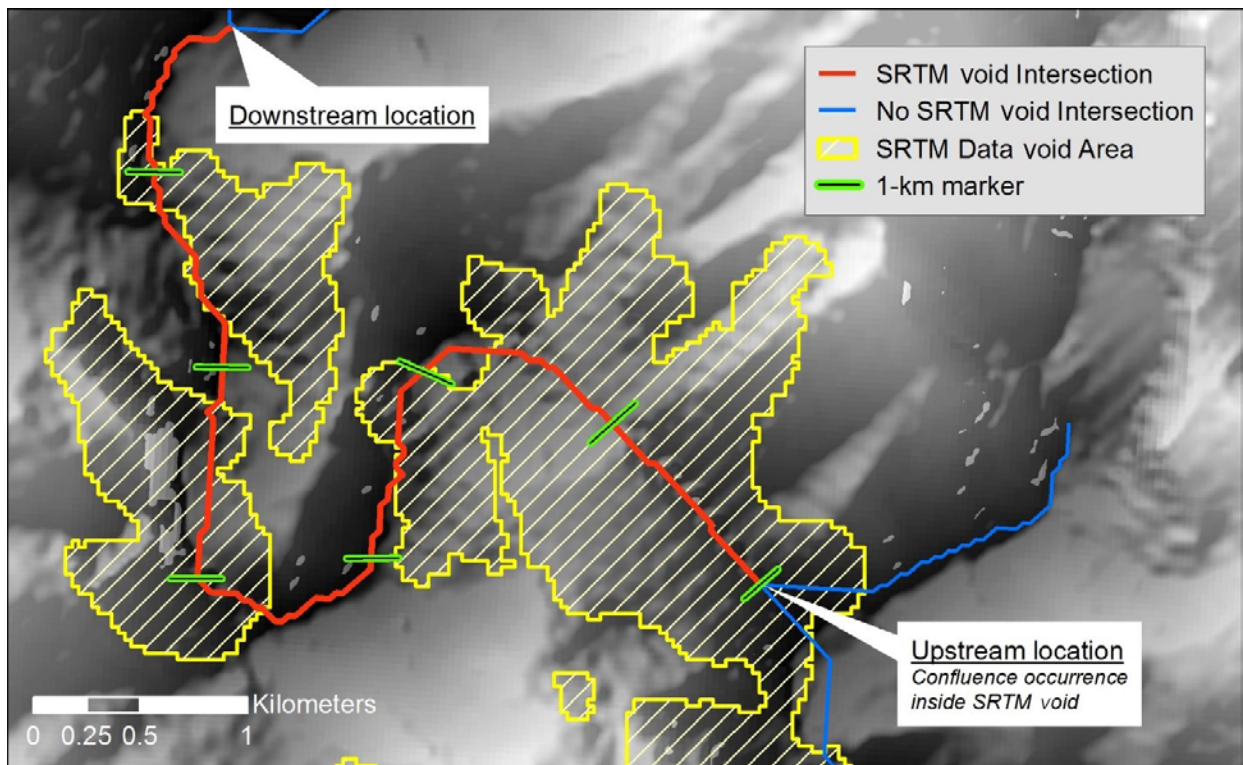 Downstream location
SRTM void Intersection
No SRTM void Intersection
SRTM Data void Area
1-km marker
Upstream location
Confluence occurrence
inside SRTM void
Kilometers
0 0.25 0.5 1